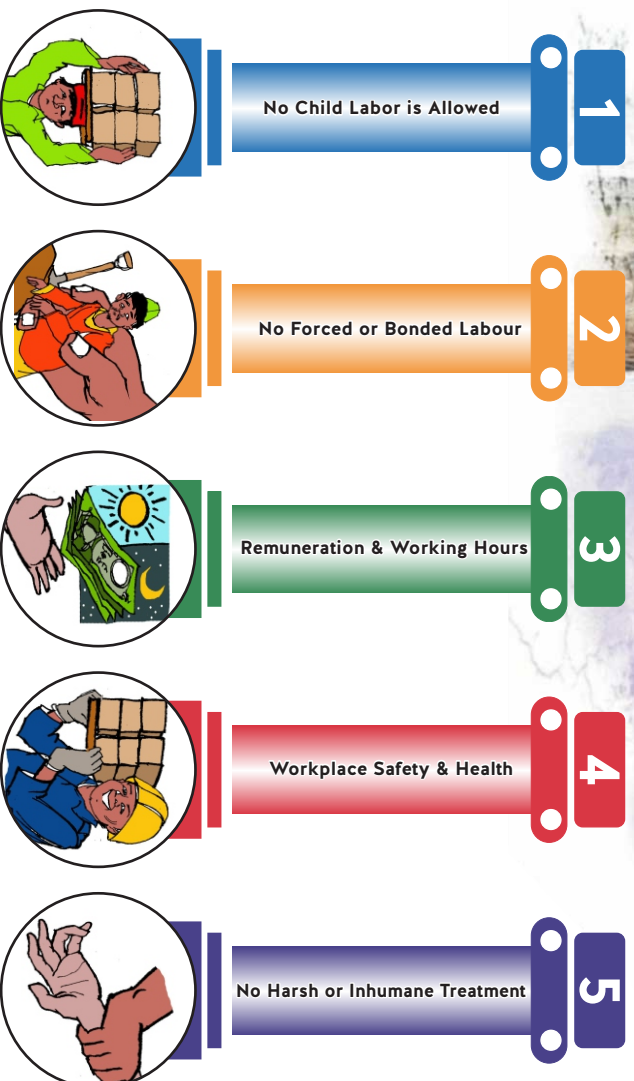 1
No Child Labor is Allowed
2
No Forced or Bonded Labour
3
Remuneration & Working Hours
4
Workplace Safety & Health
5
No Harsh or Inhumane Treatment